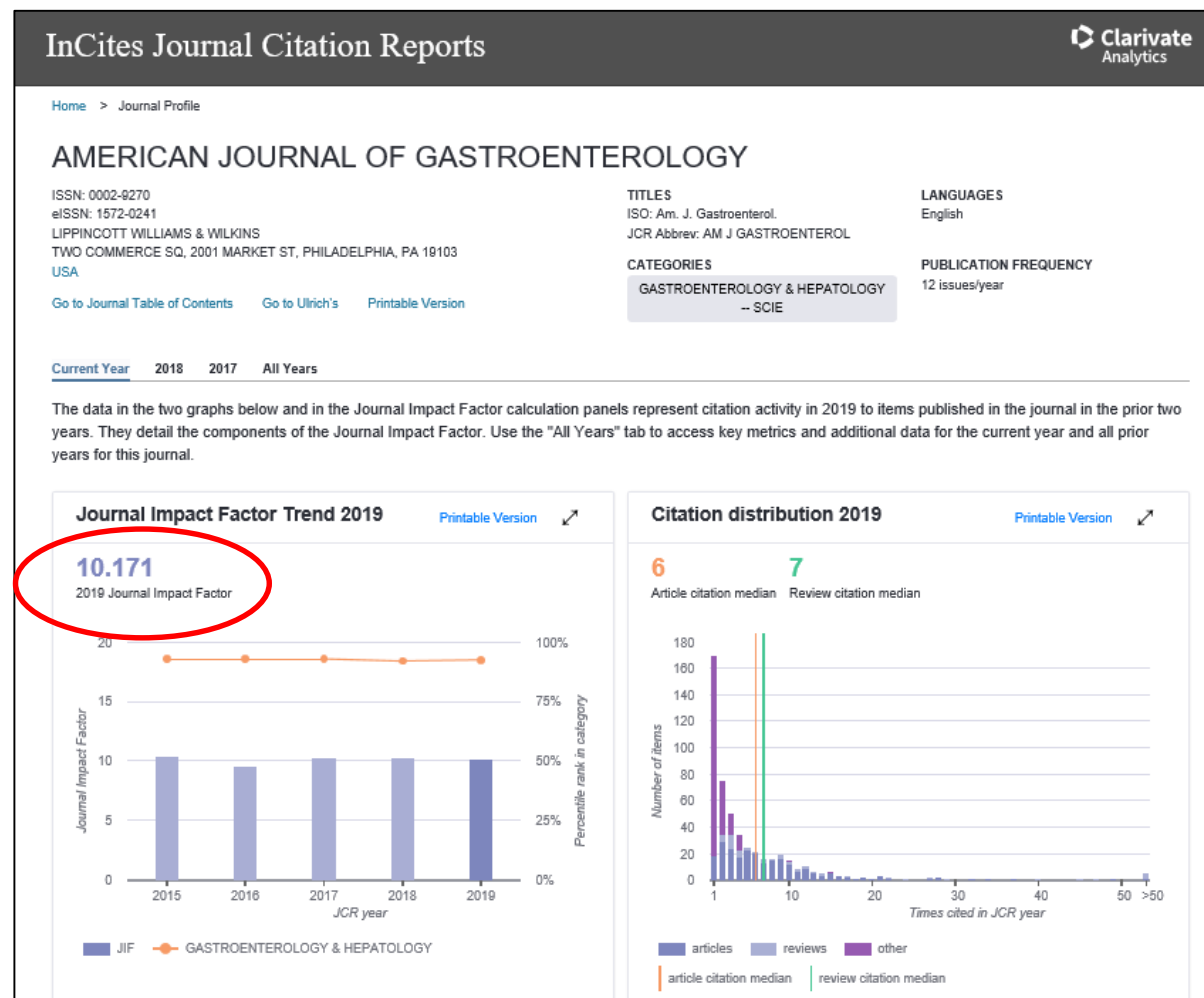 InCites Journal Citation Reports
Clarivate
Analytics
Home > Journal Profile
AMERICAN JOURNAL OF GASTROENTEROLOGY
ISSN: 0002-9270
eISSN: 1572-0241
LIPPINCOTT WILLIAMS & WILKINS
TWO COMMERCE SQ, 2001 MARKET ST, PHILADELPHIA, PA 19103
USA
Go to Journal Table of Contents Go to Ulrich's Printable Version
TITLES
ISO: Am. J. Gastroenterol.
JCR Abbrev: AM J GASTROENTEROL
LANGUAGES
English
CATEGORIES
GASTROENTEROLOGY & HEPATOLOGY
-- SCIE
PUBLICATION FREQUENCY
12 issues/year
Current Year 2018 2017 All Years
The data in the two graphs below and in the Journal Impact Factor calculation panels represent citation activity in 2019 to items published in the journal in the prior two
years. They detail the components of the Journal Impact Factor. Use the "All Years" tab to access key metrics and additional data for the current year and all prior
years for this journal.
Journal Impact Factor Trend 2019 Printable Version
10.171
2019 Journal Impact Factor
20
15
10
5
0
Journal Impact Factor
100%
75%
50%
25%
0%
Percentile rank in category
2015 2016 2017 2018 2019
JCR year
JIF GASTROENTEROLOGY & HEPATOLOGY
Citation distribution 2019 Printable Version
6 7
Article citation median Review citation median
180
160
140
120
100
80
60
40
20
0
Number of items
1 10 20 30 40 50 >50
Times cited in JCR year
articles reviews other
article citation median review citation median